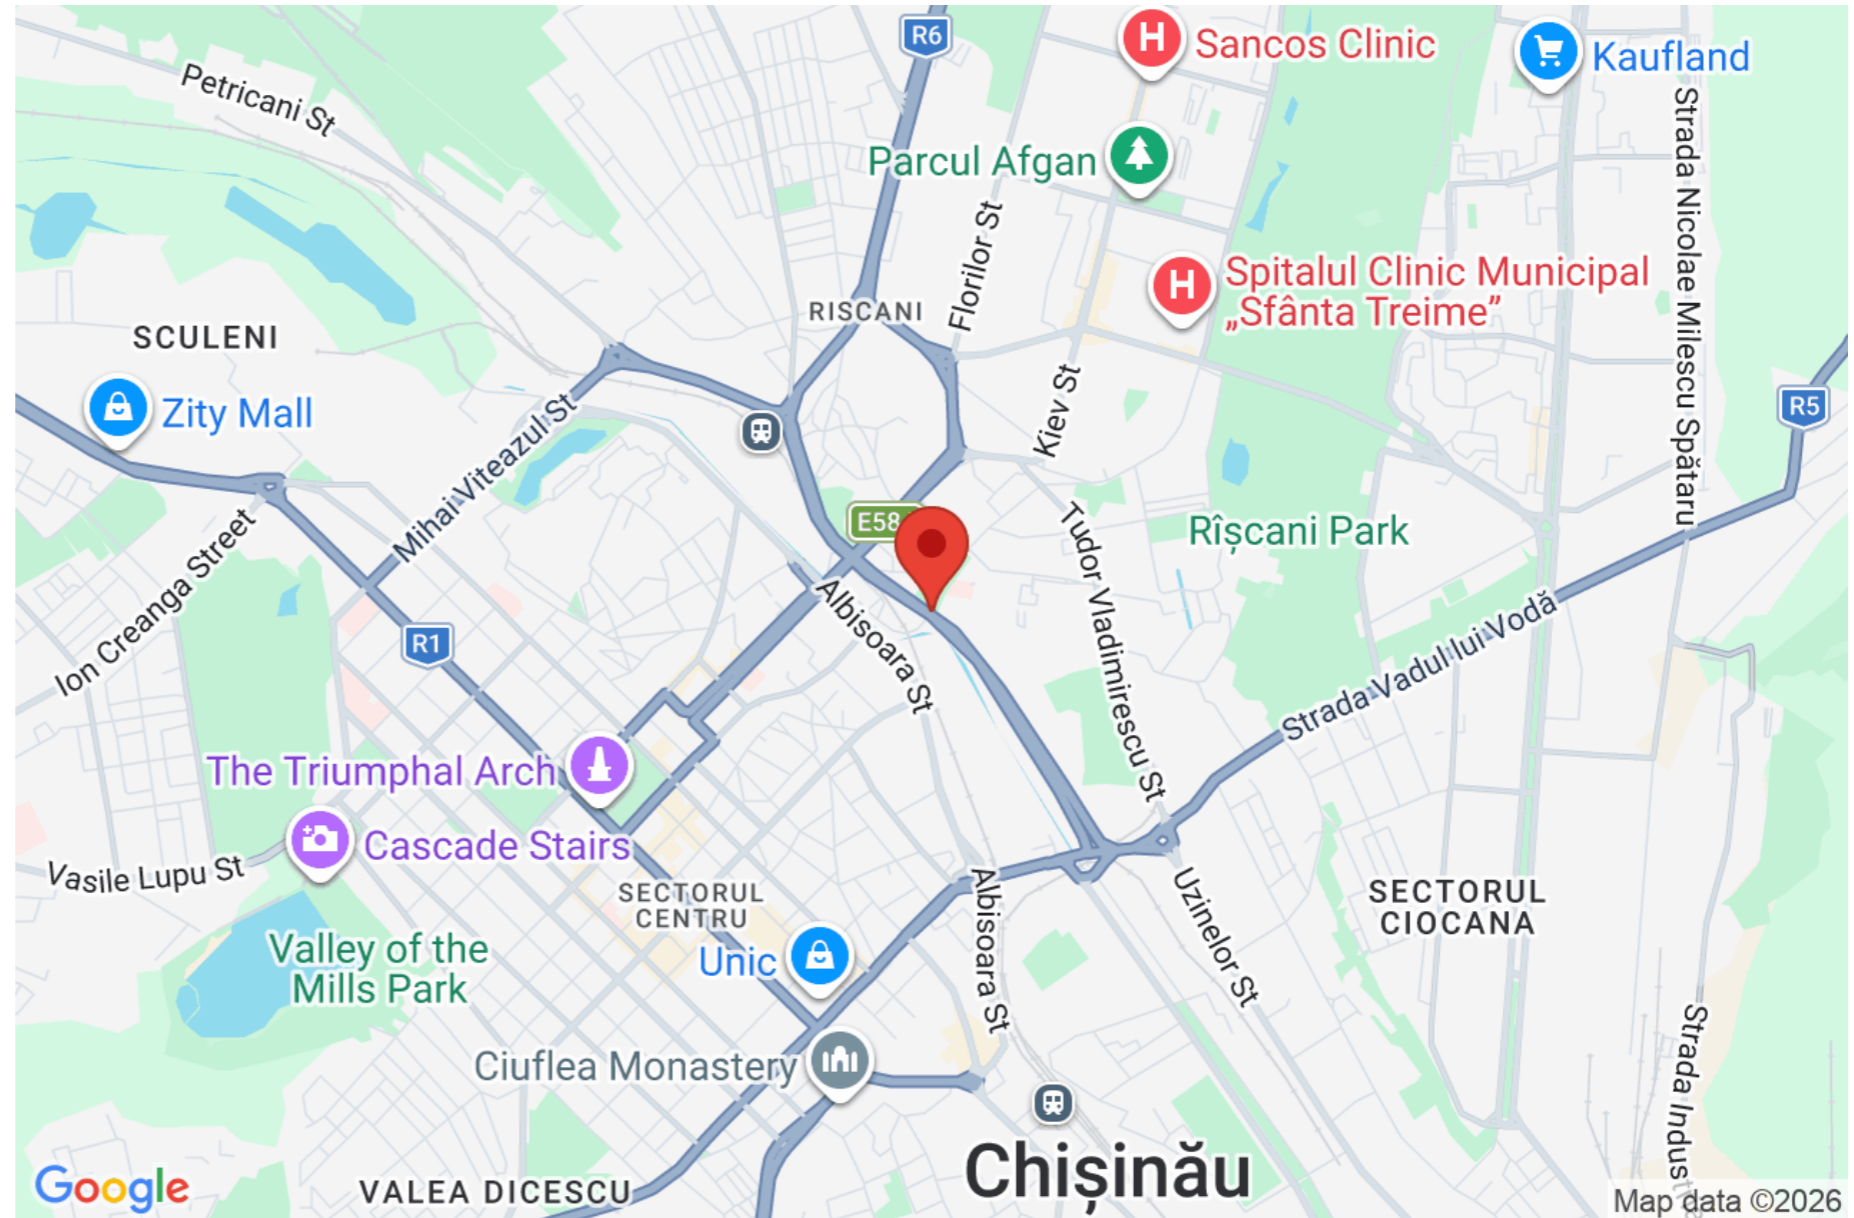 R6
Sancos Clinic
Kaufland
Petricani St
Strada Nicolae Milescu Spătaru
Parcul Afgan
Florilor St
Spitalul Clinic Municipal
„Sfânta Treime”
RISCANI
SCULENI
Zity Mall
Kiev St
R5
Mihai Viteazul St
E58
Rîșcani Park
Tudor Vladimirescu St
Ion Creanga Street
Albisoara St
R1
Strada Vadul lui Vodă
The Triumphal Arch
Cascade Stairs
Vasile Lupu St
SECTORUL
CENTRU
SECTORUL
CIOCANA
Albisoara St
Uzinelor St
Valley of the
Mills Park
Unic
Ciuflea Monastery
Strada Indust
Chișinău
VALEA DICESCU
Google
Map data ©2026